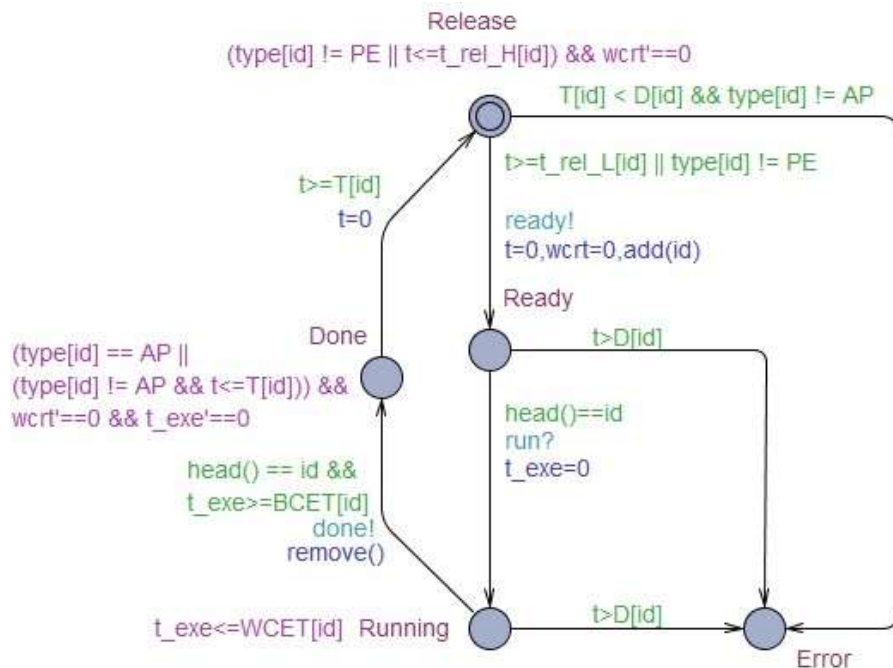 Release
(type[id] != PE || t<=t_rel_H[id]) && wcrt'==0
T[id] < D[id] && type[id] != AP
t>=t_rel_L[id] || type[id] != PE
t>=T[id]
t=0
ready!
t=0,wcrt=0,add(id)
Ready
Done
t>D[id]
(type[id] == AP ||
(type[id] != AP && t<=T[id])) &&
wcrt'==0 && t_exe'==0
head()==id
run?
t_exe=0
head() == id &&
t_exe>=BCET[id]
done!
remove()
t_exe<=WCET[id]
Running
t>D[id]
Error